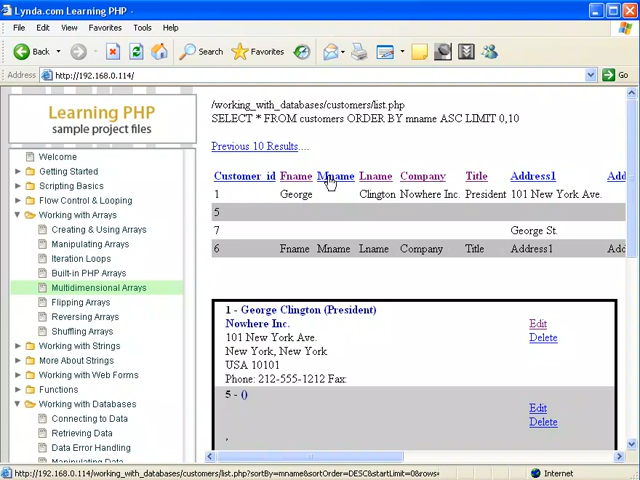 Lynda.com Learning PHP -
File Edit View Favorites Tools Help
Back Search Favorites
Address http://192.168.0.114/ Go
Learning PHP
sample project files
Welcome
Getting Started
Scripting Basics
Flow Control & Looping
Working with Arrays
Creating & Using Arrays
Manipulating Arrays
Iteration Loops
Built-in PHP Arrays
Multidimensional Arrays
Flipping Arrays
Reversing Arrays
Shuffling Arrays
Working with Strings
More About Strings
Working with Web Forms
Functions
Working with Databases
Connecting to Data
Retrieving Data
Data Error Handling
Manipulating Data
/working_with_databases/customers/list.php
SELECT * FROM customers ORDER BY mname ASC LIMIT 0,10
Previous 10 Results....
Customer_id Fname Mname Lname Company Title Address1 Add
1 George Clington Nowhere Inc. President 101 New York Ave.
5
7 George St.
6 Fname Mname Lname Company Title Address1 Add
1 - George Clington (President)
Nowhere Inc. Edit
101 New York Ave. Delete
New York, New York
USA 10101
Phone: 212-555-1212 Fax:
5 - ()
Edit
Delete
,
http://192.168.0.114/working_with_databases/customers/list.php?sortBy=mname&sortOrder=DESC&startLimit=0&rows= Internet